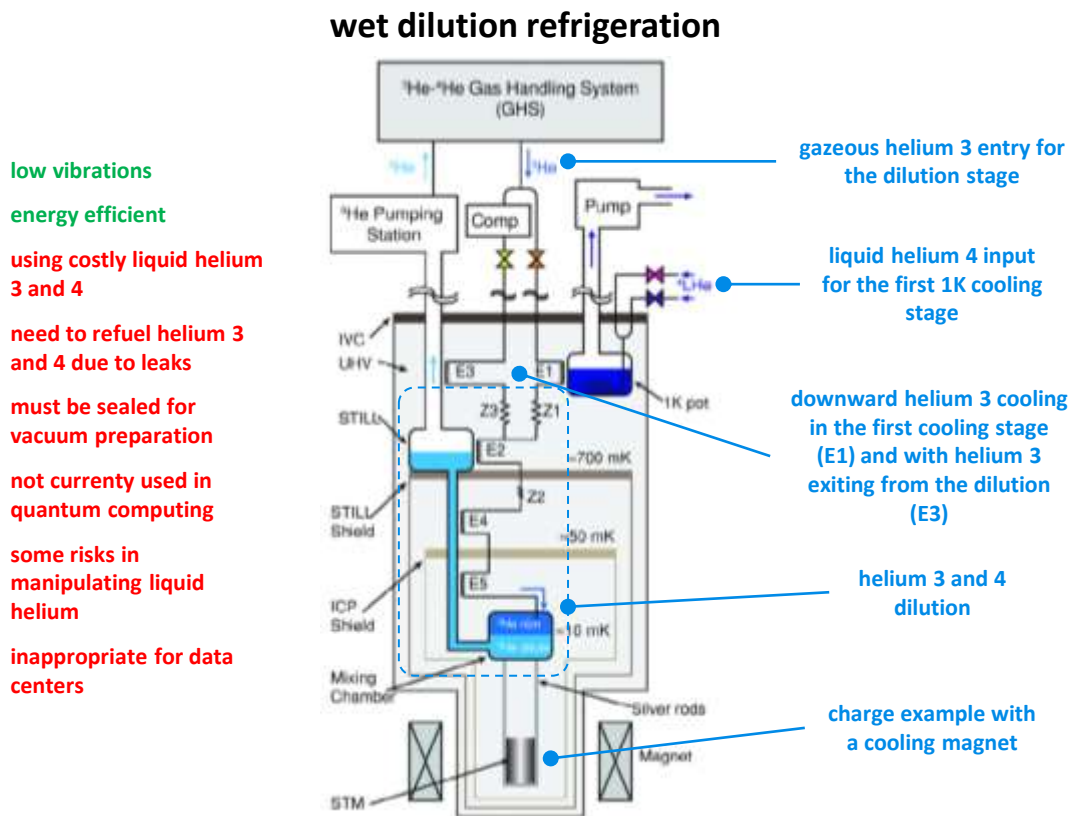 wet dilution refrigeration
³He-⁴He Gas Handling System
(GHS)
low vibrations
energy efficient
using costly liquid helium
3 and 4
need to refuel helium 3
and 4 due to leaks
must be sealed for
vacuum preparation
not currenty used in
quantum computing
some risks in
manipulating liquid
helium
inappropriate for data
centers
³He
³He
³He Pumping
Station
Comp
Pump
IVC
UHV
E3
E1
1K pot
Z3
Z1
STILL
E2
≈700 mK
Z2
STILL
Shield
E4
≈50 mK
E5
ICP
Shield
≈10 mK
Mixing
Chamber
Silver rods
Magnet
STM
gazeous helium 3 entry for
the dilution stage
liquid helium 4 input
for the first 1K cooling
stage
downward helium 3 cooling
in the first cooling stage
(E1) and with helium 3
exiting from the dilution
(E3)
helium 3 and 4
dilution
charge example with
a cooling magnet